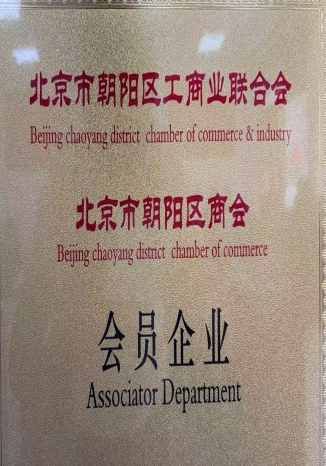 北京市朝阳区工商业联合会
Beijing chaoyang district chamber of commerce & industry
北京市朝阳区商会
Beijing chaoyang district chamber of commerce
会员企业
Associator Department